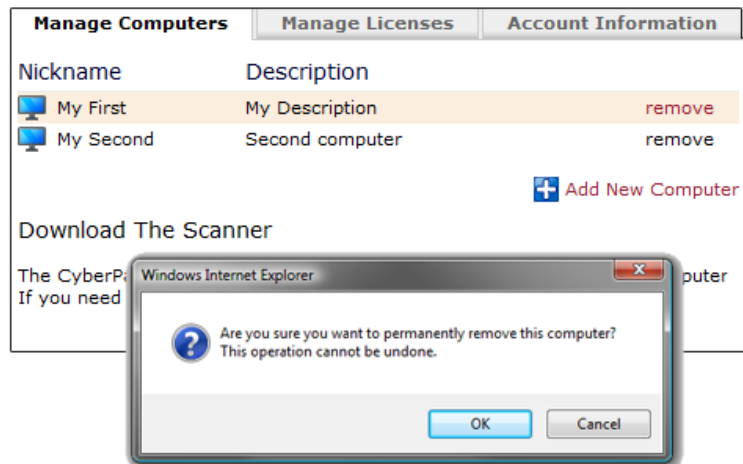 Manage Computers Manage Licenses Account Information
Nickname Description
My First My Description remove
My Second Second computer remove
Add New Computer
Download The Scanner
The
If you need
Windows Internet Explorer
Are you sure you want to permanently remove this computer?
This operation cannot be undone.
OK Cancel